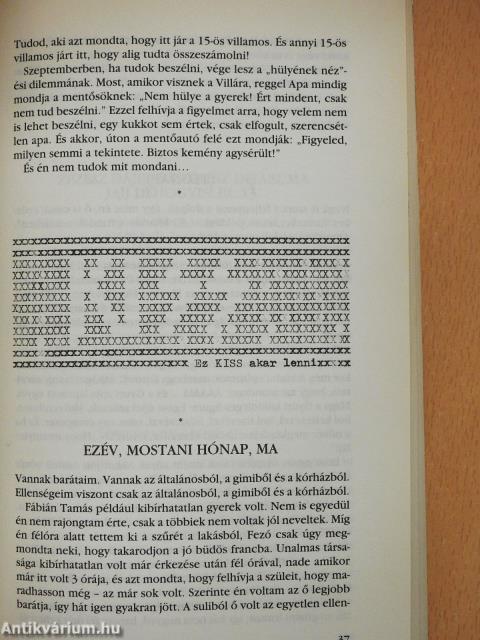 Tudod, aki azt mondta, hogy itt jár a 15-ös villamos. És annyi 15-ös
villamos járt itt, hogy alig tudta összeszámolni!
Szeptemberben, ha tudok beszélni, vége lesz a „hülyének néz"-
ési dilemmának. Most, amikor visznek a Villára, reggel Apa mindig
mondja a mentősöknek: „Nem hülye a gyerek! Ért mindent, csak
nem tud beszélni." Ezzel felhívja a figyelmet arra, hogy velem nem
is lehet beszélni, egy kukkot sem értek, csak elfogult, szerencsét-
len apa. És akkor, úton a mentőautó felé ezt mondják: „Figyeled,
milyen semmi a tekintete. Biztos kemény agysérült!"
És én nem tudok mit mondani…
*
Ez KISS akar lenni
*
EZÉV, MOSTANI HÓNAP, MA
Vannak barátaim. Vannak az általánosból, a gimiből és a kórházból.
Ellenségeim viszont csak az általánosból, a gimiből és a kórházból.
Fábián Tamás például kibírhatatlan gyerek volt. Nem is egyedül
én nem rajongtam érte, csak a többiek nem voltak jól neveltek. Míg
én félóra alatt tettem ki a szűrét a lakásból, Fezó csak úgy meg-
mondta neki, hogy takarodjon a jó büdös francba. Unalmas társa-
sága kibírhatatlan volt már érkezése után fél órával, nade amikor
már itt volt 3 órája, és azt mondta, hogy felhívja a szüleit, hogy ma-
radhasson még – az már sok volt. Szerinte én voltam az ő legjobb
barátja, így hát igen gyakran jött. A suliból ő volt az egyetlen ellen-
37
Antikvárium.hu